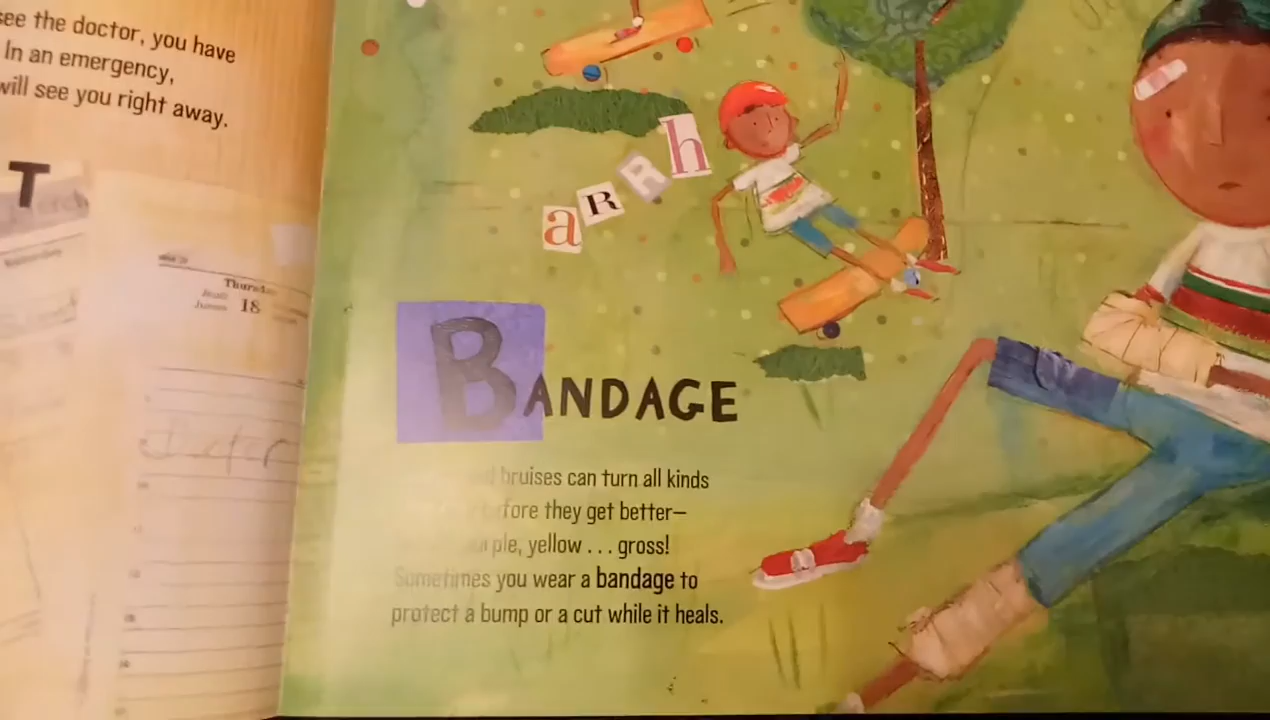 see the doctor, you have
In an emergency,
will see you right away.
T
Thursday
18
a R R h
BANDAGE
bruises can turn all kinds
before they get better—
purple, yellow . . . gross!
Sometimes you wear a bandage to
protect a bump or a cut while it heals.